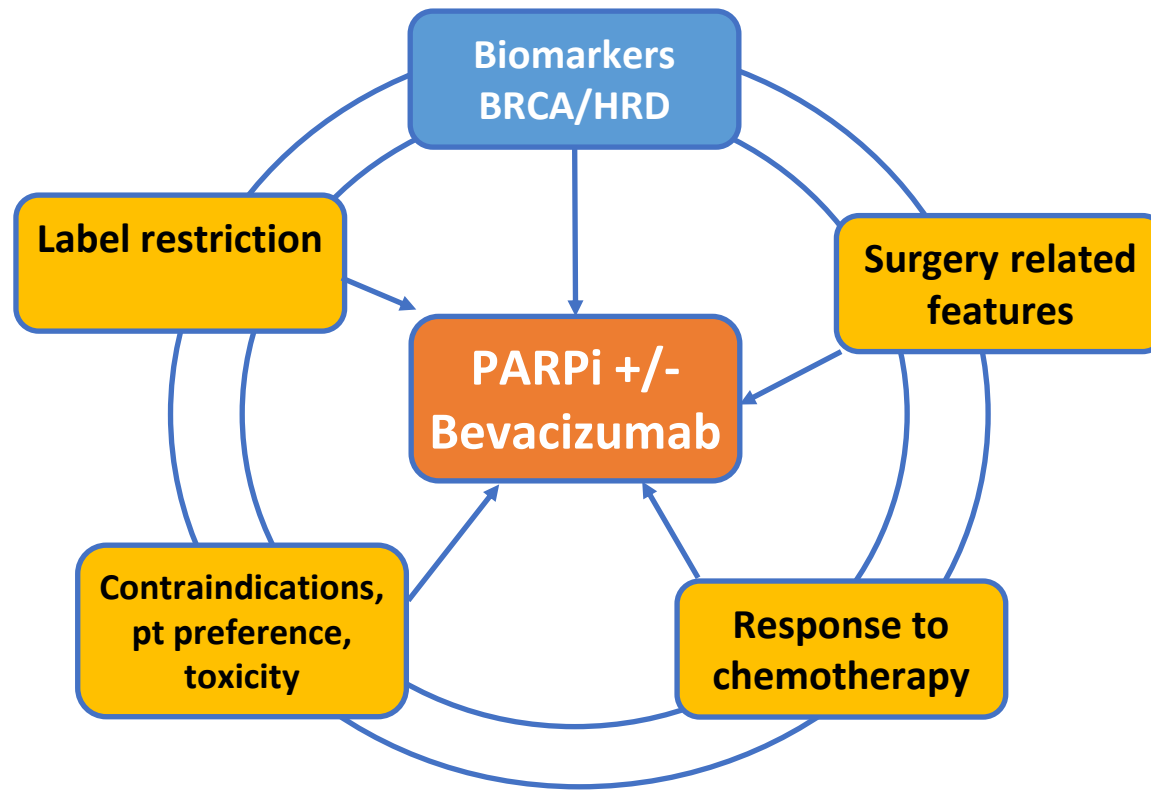 Biomarkers
BRCA/HRD
Label restriction
Surgery related
features
PARPi +/-
Bevacizumab
Contraindications,
pt preference,
toxicity
Response to
chemotherapy